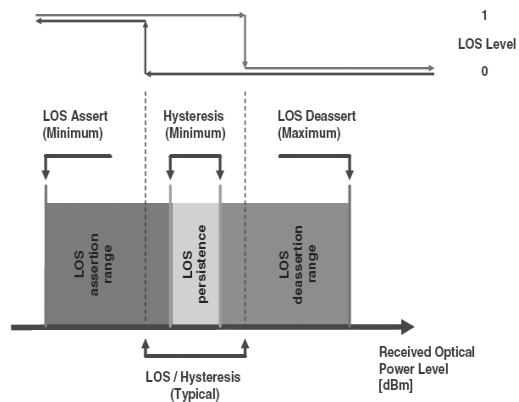 1
LOS Level
0
LOS Assert
(Minimum)
Hysteresis
(Minimum)
LOS Deassert
(Maximum)
LOS
assertion
range
LOS
persistence
LOS
deassertion
range
LOS / Hysteresis
(Typical)
Received Optical
Power Level
[dBm]